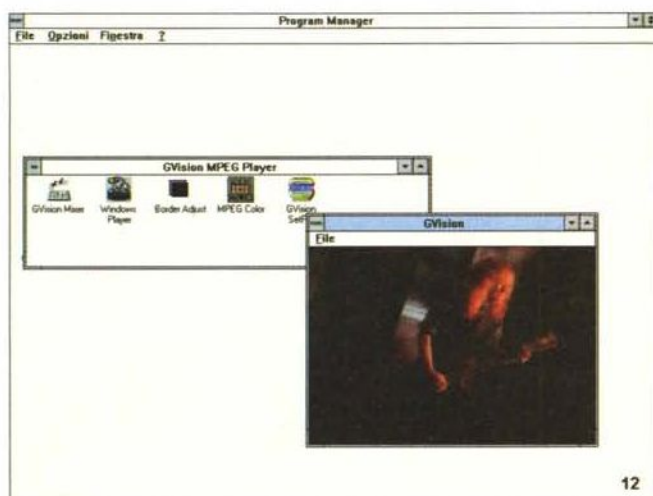 Program Manager
File Opzioni Finestra ?
GVision MPEG Player
GVision Mixer
Windows Player
Border Adjust
MPEG Color
GVision
GVision
File
12